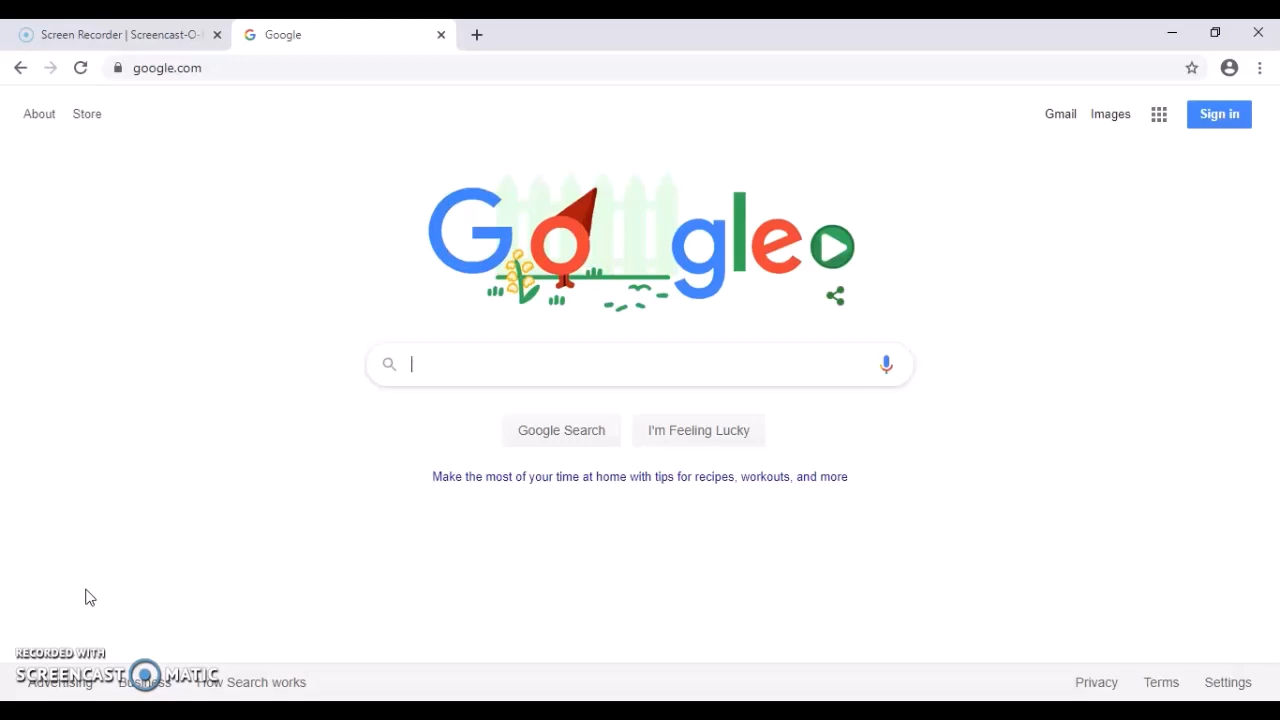 Screen Recorder | Screencast-O-
Google
google.com
About Store
Gmail Images Sign in
Google
Google Search I'm Feeling Lucky
Make the most of your time at home with tips for recipes, workouts, and more
RECORDED WITH
SCREENCAST MATIC
Advertising Business How Search works
Privacy Terms Settings